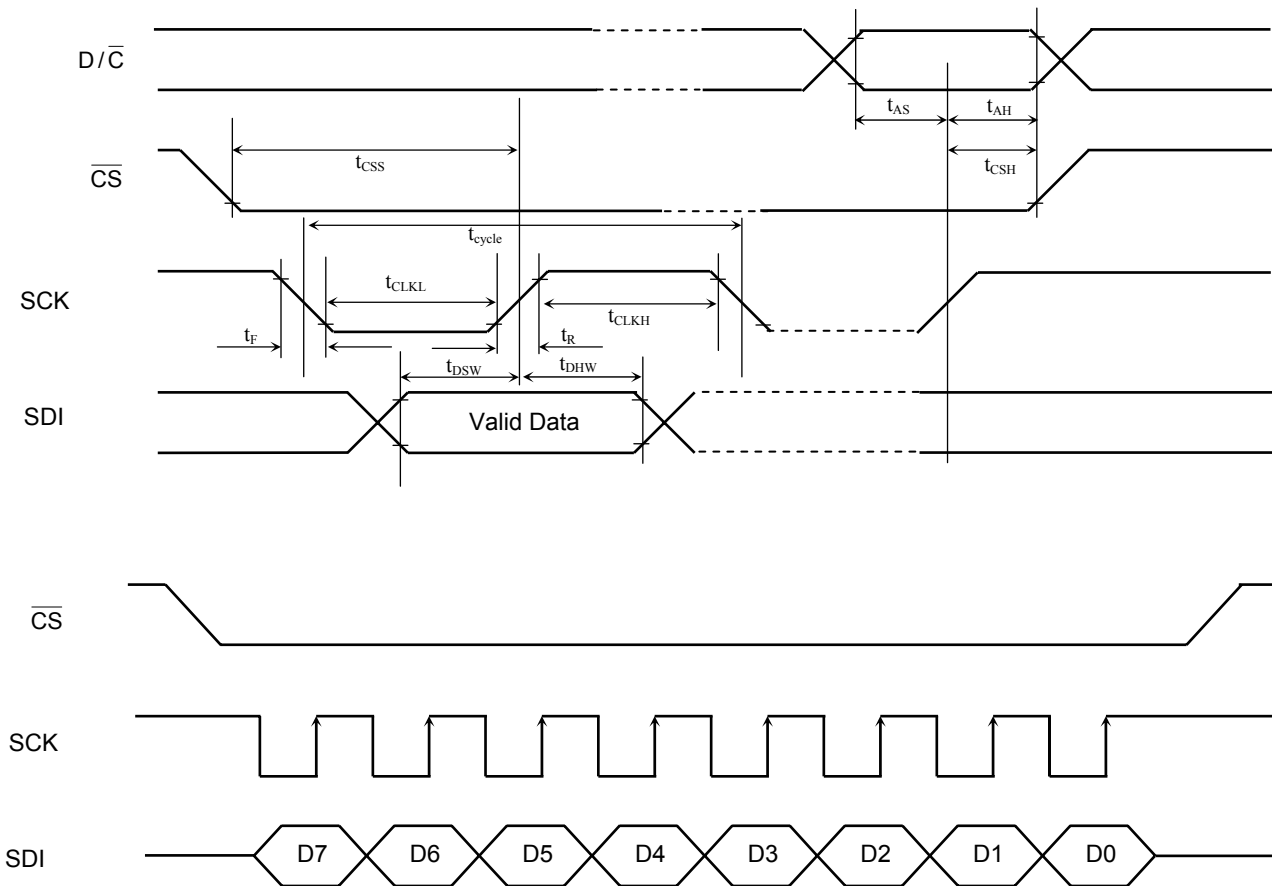 D/C̅
t_AS t_AH
C̅S̅
t_CSS
t_CSH
t_cycle
SCK
t_CLKL
t_CLKH
t_F
t_R
t_DSW t_DHW
SDI
Valid Data
C̅S̅
SCK
SDI
D7 D6 D5 D4 D3 D2 D1 D0